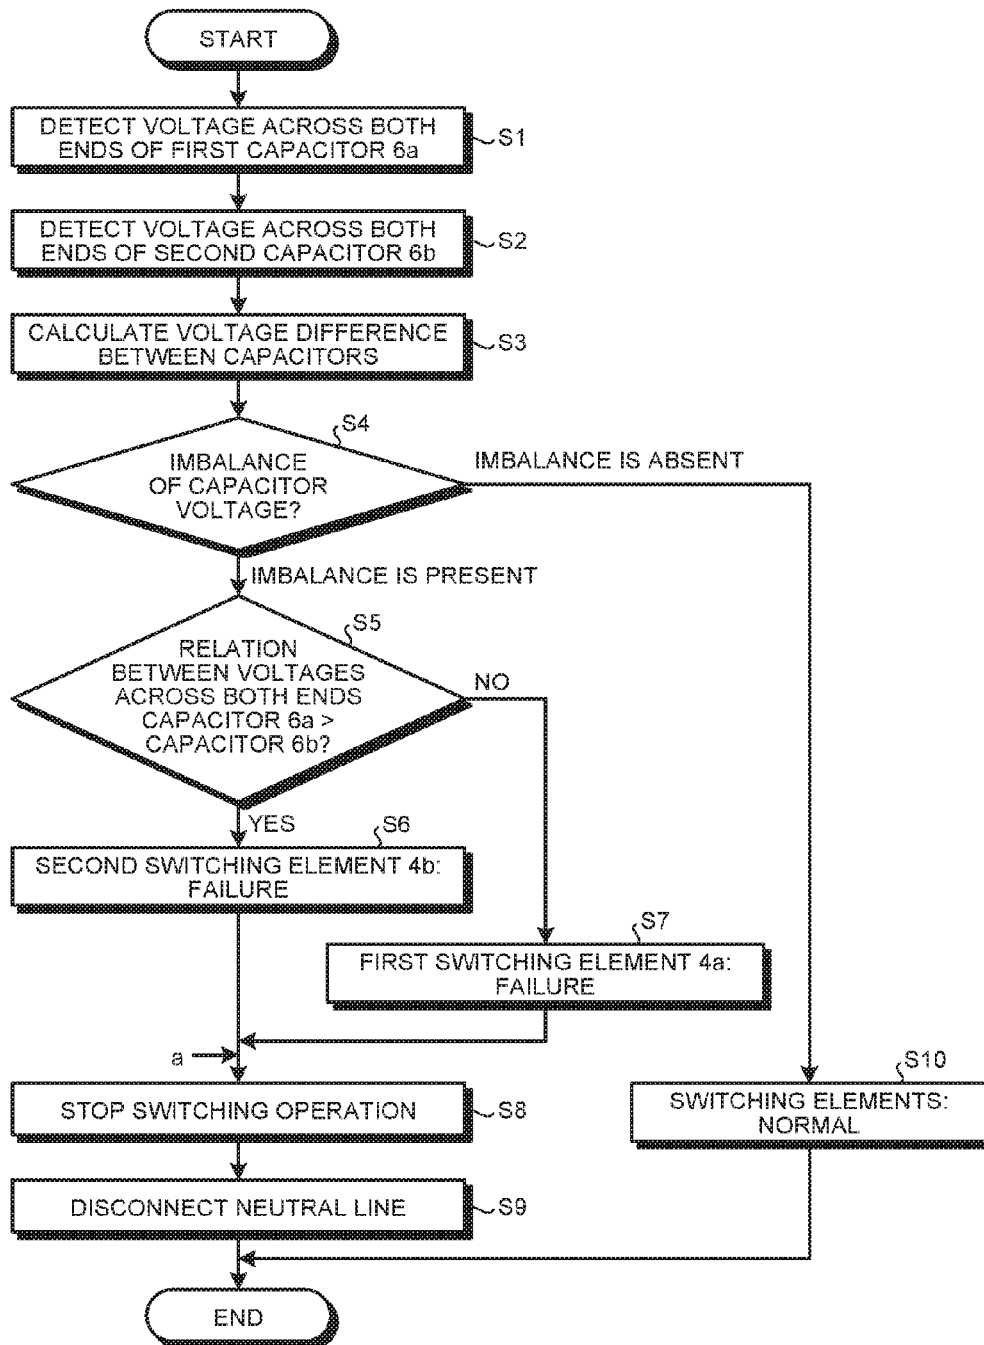 START
DETECT VOLTAGE ACROSS BOTH
ENDS OF FIRST CAPACITOR 6a
S1
DETECT VOLTAGE ACROSS BOTH
ENDS OF SECOND CAPACITOR 6b
S2
CALCULATE VOLTAGE DIFFERENCE
BETWEEN CAPACITORS
S3
S4
IMBALANCE
OF CAPACITOR
VOLTAGE?
IMBALANCE IS ABSENT
IMBALANCE IS PRESENT
S5
RELATION
BETWEEN VOLTAGES
ACROSS BOTH ENDS
CAPACITOR 6a >
CAPACITOR 6b?
NO
YES
S6
SECOND SWITCHING ELEMENT 4b:
FAILURE
S7
FIRST SWITCHING ELEMENT 4a:
FAILURE
a
S8
STOP SWITCHING OPERATION
S10
SWITCHING ELEMENTS:
NORMAL
DISCONNECT NEUTRAL LINE
S9
END